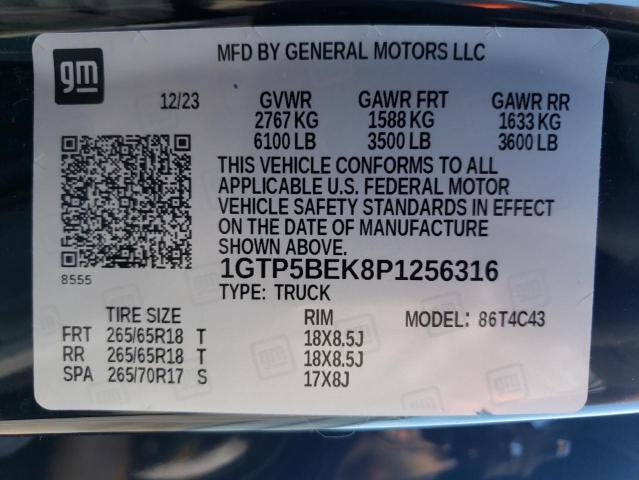 gm
MFD BY GENERAL MOTORS LLC
12/23 GVWR GAWR FRT GAWR RR
2767 KG 1588 KG 1633 KG
6100 LB 3500 LB 3600 LB
THIS VEHICLE CONFORMS TO ALL
APPLICABLE U.S. FEDERAL MOTOR
VEHICLE SAFETY STANDARDS IN EFFECT
ON THE DATE OF MANUFACTURE
SHOWN ABOVE.
8555
1GTP5BEK8P1256316
TYPE: TRUCK
TIRE SIZE RIM MODEL: 86T4C43
FRT 265/65R18 T 18X8.5J
RR 265/65R18 T 18X8.5J
SPA 265/70R17 S 17X8J